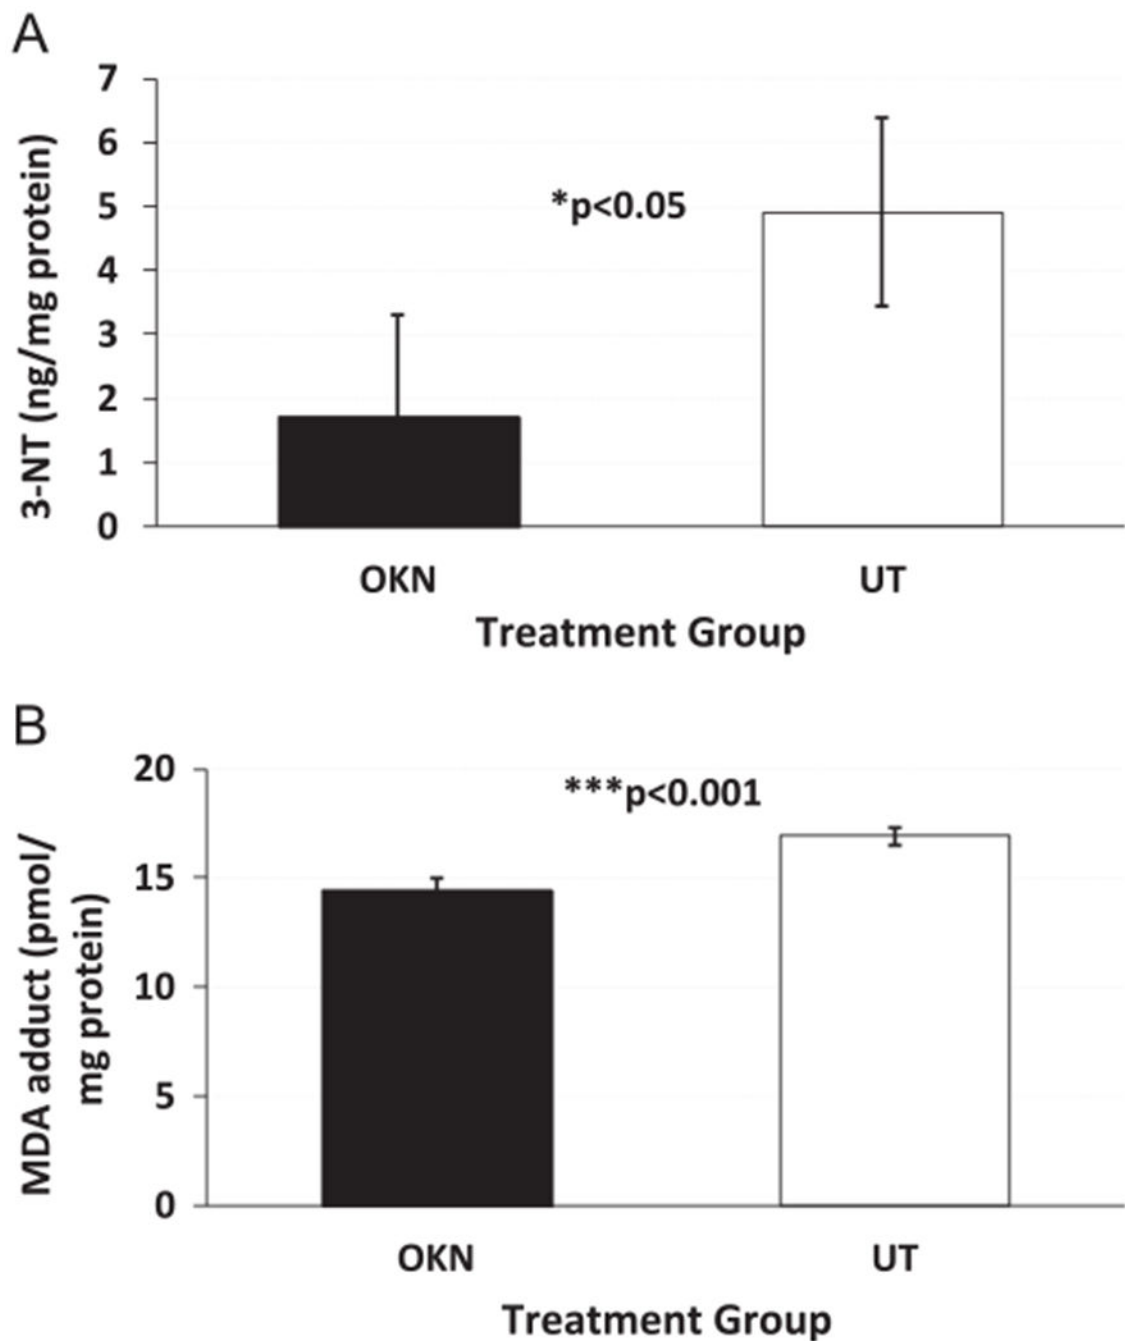 A
7
6
5
4
3
2
1
0
3-NT (ng/mg protein)
*p<0.05
OKN
UT
Treatment Group
B
20
15
10
5
0
MDA adduct (pmol/
mg protein)
***p<0.001
OKN
UT
Treatment Group